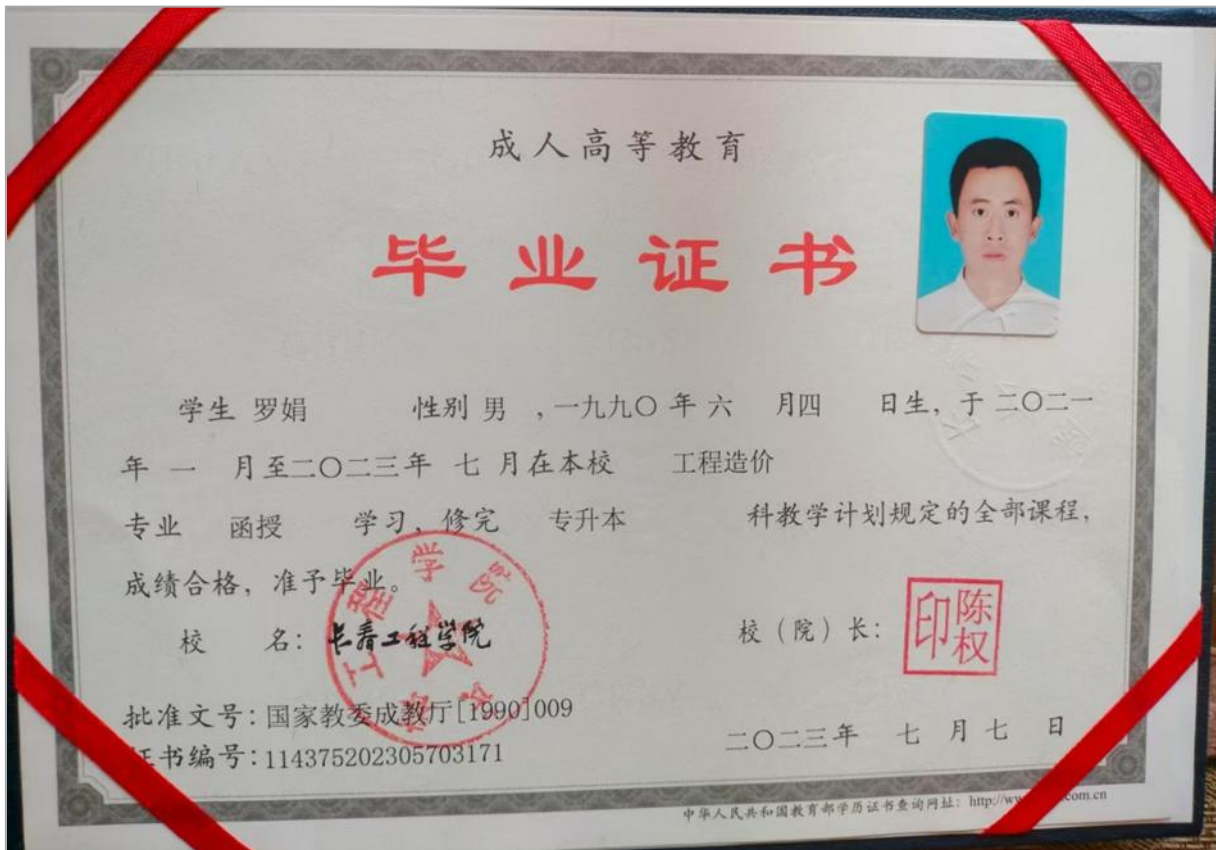 成人高等教育
毕业证书
学生 罗娟 性别 男 ,一九九〇 年 六 月四 日生, 于 二〇二一
年 一 月至二〇二三年 七 月在本校 工程造价
专业 函授 学习, 修完 专升本 科教学计划规定的全部课程,
成绩合格, 准予毕业。
校 名: 长春工程学院
校（院）长:
陈权印
批准文号: 国家教委成教厅[1990]009
证书编号: 114375202305703171
二〇二三年 七 月 七 日
中华人民共和国教育部学历证书查询网址: http://ww com.cn